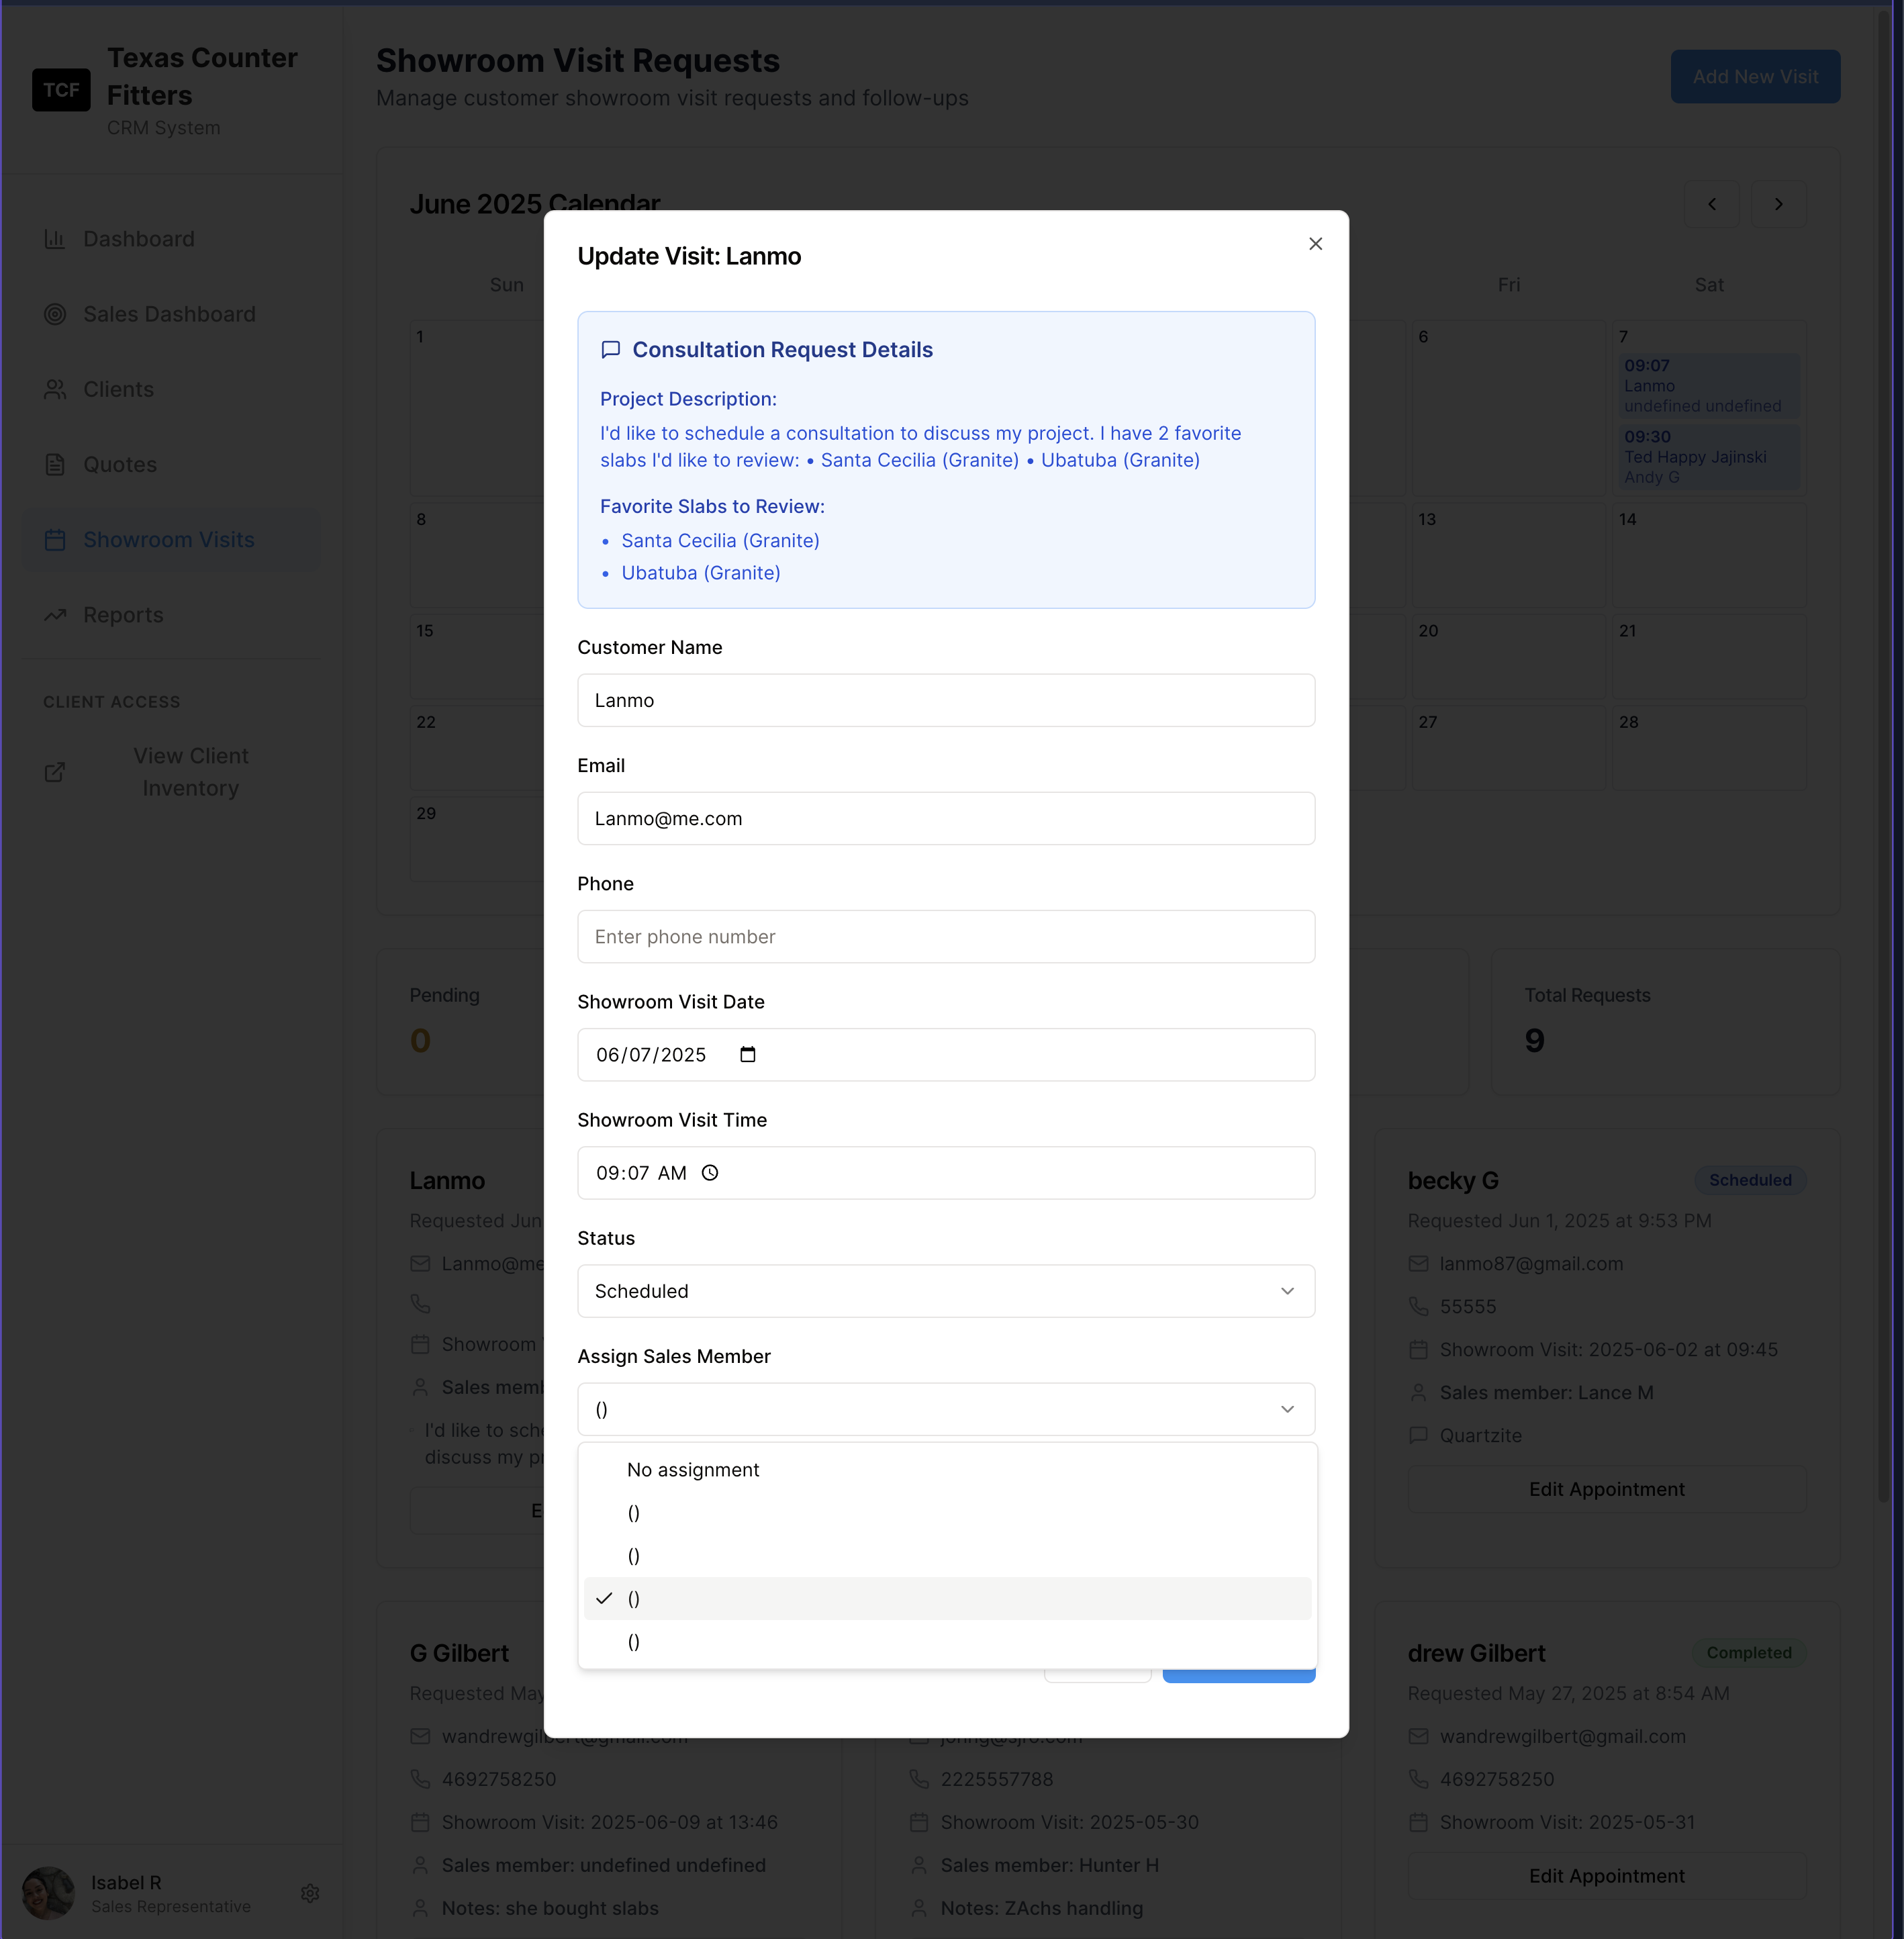 TCF
Texas Counter
Fitters
CRM System
Dashboard
Sales Dashboard
Clients
Quotes
Showroom Visits
Reports
CLIENT ACCESS
View Client
Inventory
Isabel R
Sales Representative
Showroom Visit Requests
Manage customer showroom visit requests and follow-ups
Add New Visit
June 2025 Calendar
Sun
Fri
Sat
1
6
7
09:07
Lanmo
undefined undefined
09:30
Ted Happy Jajinski
Andy G
8
13
14
15
20
21
22
27
28
29
Pending
0
Total Requests
9
Lanmo
Requested Jun
Lanmo@me
Showroom
Sales memb
I'd like to sche
discuss my pr
E
becky G
Scheduled
Requested Jun 1, 2025 at 9:53 PM
lanmo87@gmail.com
55555
Showroom Visit: 2025-06-02 at 09:45
Sales member: Lance M
Quartzite
Edit Appointment
G Gilbert
Requested May
wandrewgilbert@gmail.com
4692758250
Showroom Visit: 2025-06-09 at 13:46
Sales member: undefined undefined
Notes: she bought slabs
2225557788
Showroom Visit: 2025-05-30
Sales member: Hunter H
Notes: ZAchs handling
drew Gilbert
Completed
Requested May 27, 2025 at 8:54 AM
wandrewgilbert@gmail.com
4692758250
Showroom Visit: 2025-05-31
Edit Appointment
Update Visit: Lanmo
Consultation Request Details
Project Description:
I'd like to schedule a consultation to discuss my project. I have 2 favorite
slabs I'd like to review: • Santa Cecilia (Granite) • Ubatuba (Granite)
Favorite Slabs to Review:
• Santa Cecilia (Granite)
• Ubatuba (Granite)
Customer Name
Lanmo
Email
Lanmo@me.com
Phone
Enter phone number
Showroom Visit Date
06/07/2025
Showroom Visit Time
09:07 AM
Status
Scheduled
Assign Sales Member
()
No assignment
()
()
()
()